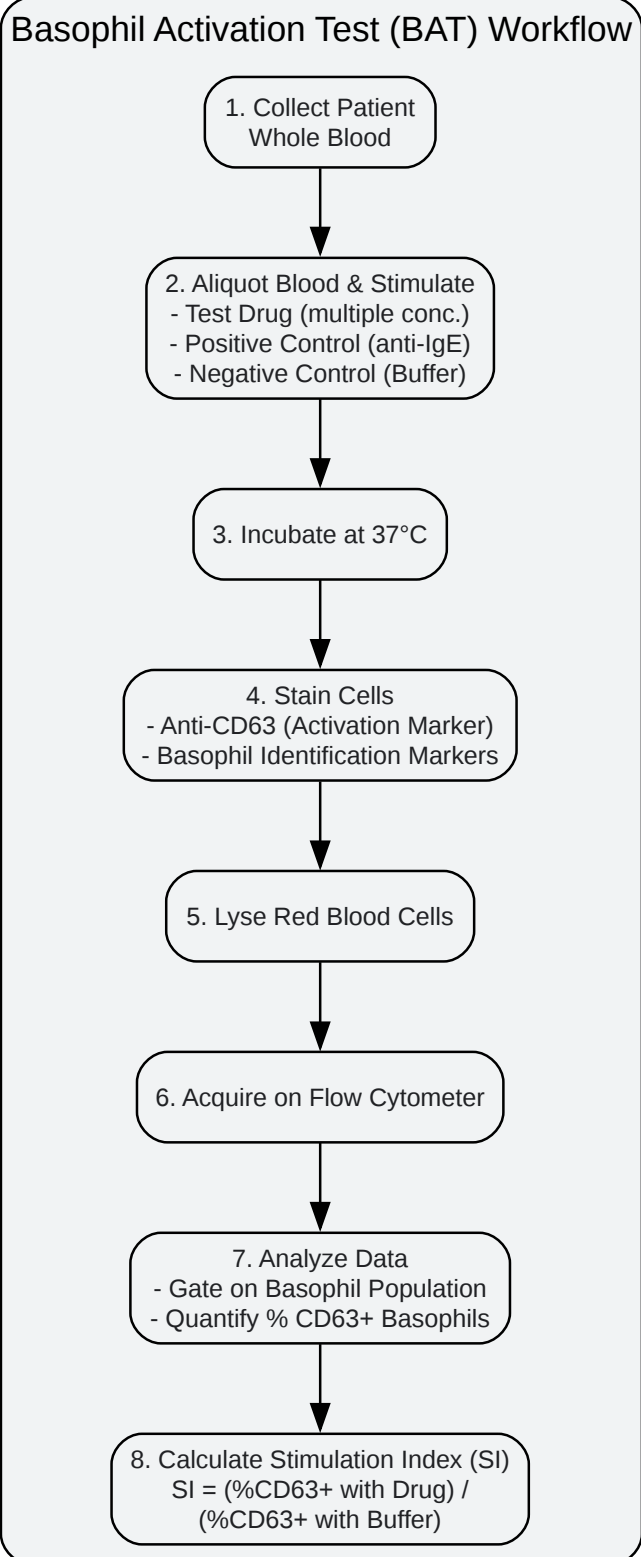 Basophil Activation Test (BAT) Workflow
1. Collect Patient
Whole Blood
2. Aliquot Blood & Stimulate
- Test Drug (multiple conc.)
- Positive Control (anti-IgE)
- Negative Control (Buffer)
3. Incubate at 37°C
4. Stain Cells
- Anti-CD63 (Activation Marker)
- Basophil Identification Markers
5. Lyse Red Blood Cells
6. Acquire on Flow Cytometer
7. Analyze Data
- Gate on Basophil Population
- Quantify % CD63+ Basophils
8. Calculate Stimulation Index (SI)
SI = (%CD63+ with Drug) /
(%CD63+ with Buffer)